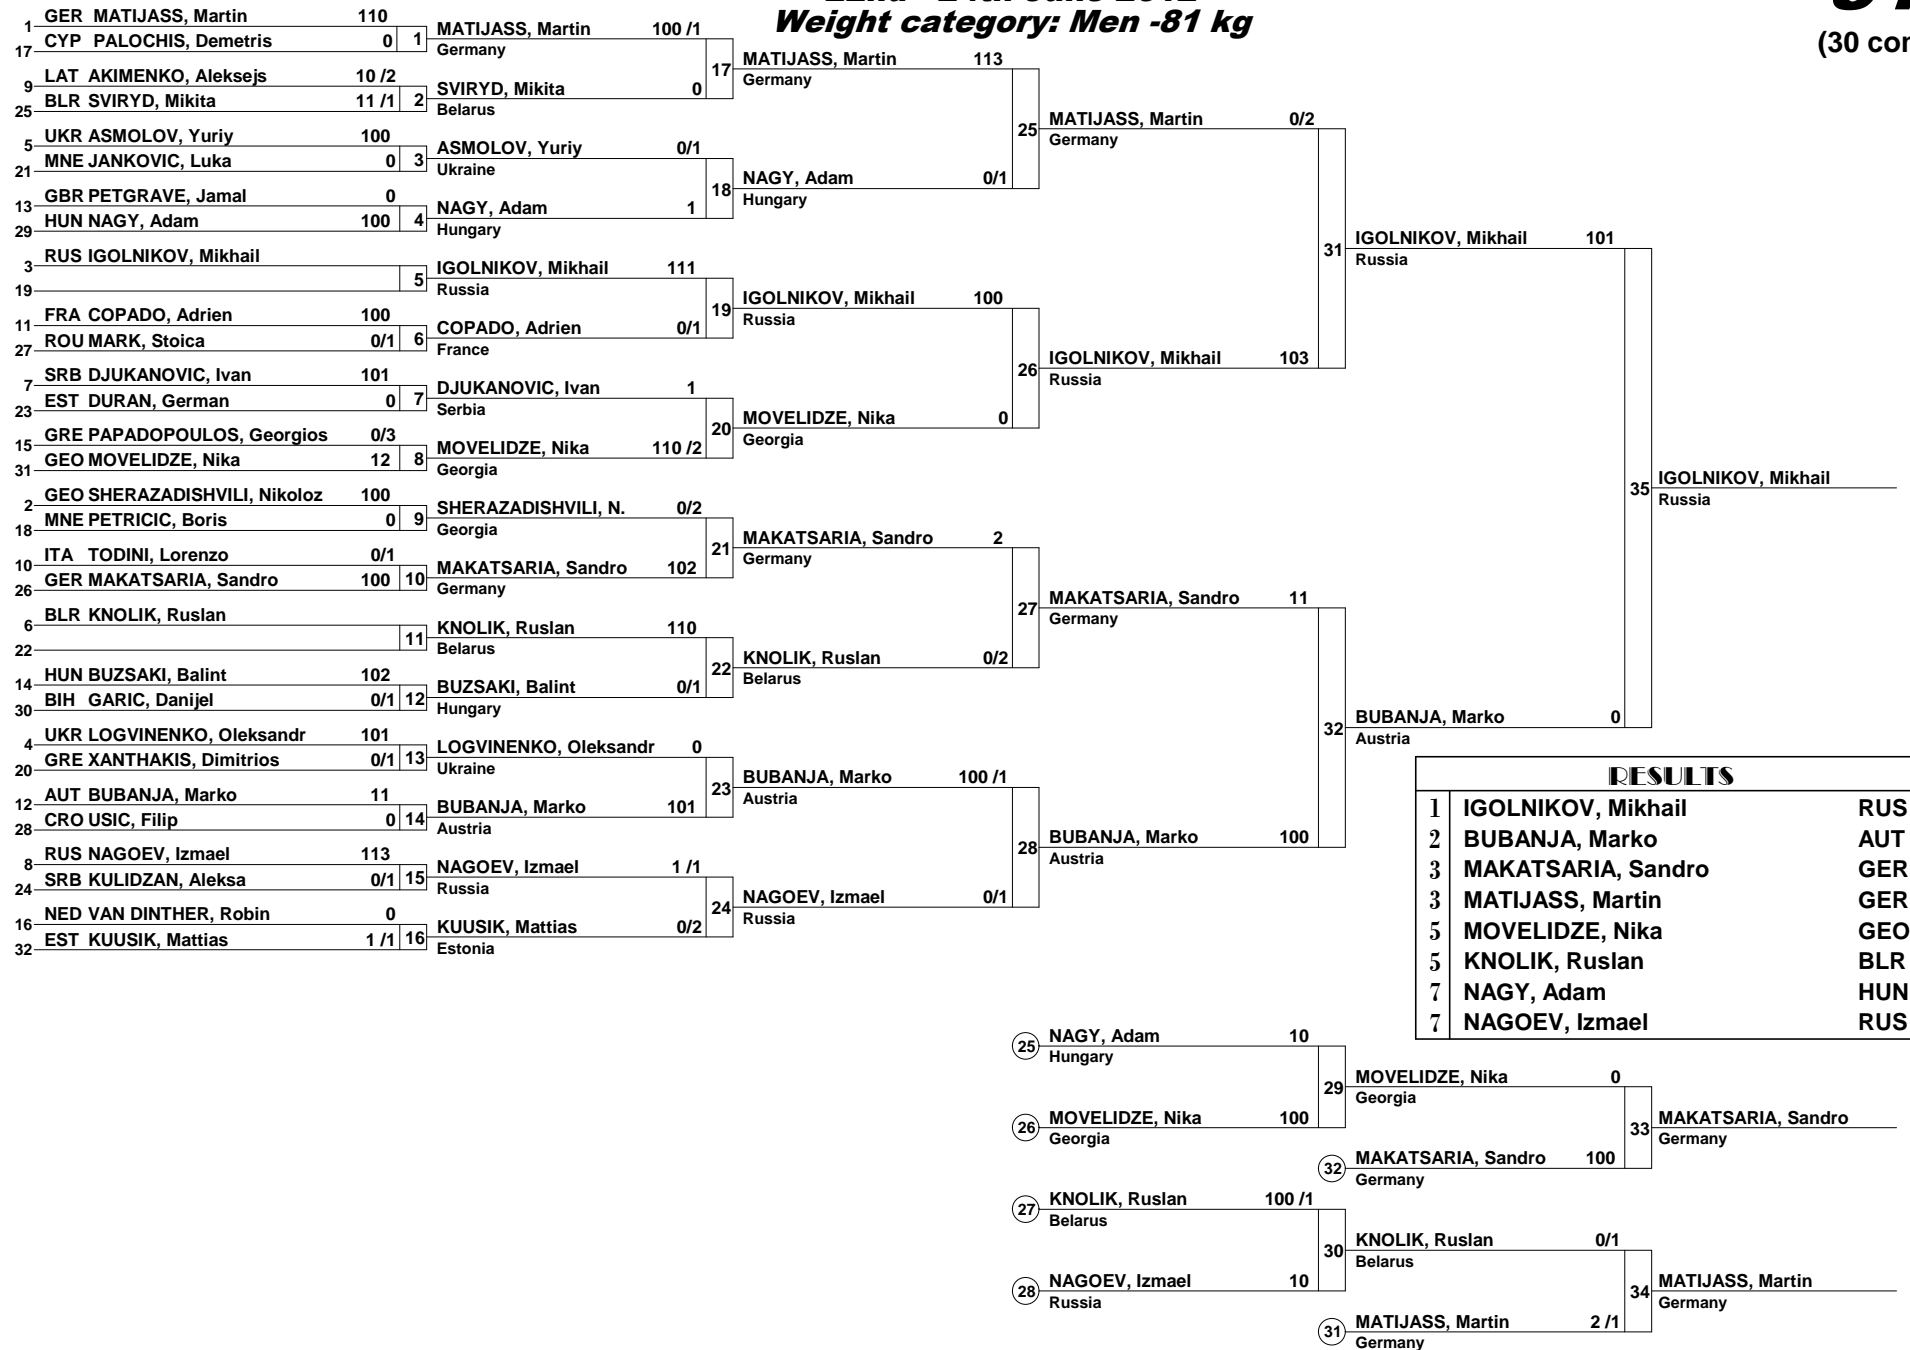 Weight category: Men -81 kg
1 GER MATIJASS, Martin 110
17 CYP PALOCHIS, Demetris 0
1
9 LAT AKIMENKO, Aleksejs 10 /2
25 BLR SVIRYD, Mikita 11 /1
2
5 UKR ASMOLOV, Yuriy 100
21 MNE JANKOVIC, Luka 0
3
13 GBR PETGRAVE, Jamal 0
29 HUN NAGY, Adam 100
4
3 RUS IGOLNIKOV, Mikhail
19
5
11 FRA COPADO, Adrien 100
27 ROU MARK, Stoica 0/1
6
7 SRB DJUKANOVIC, Ivan 101
23 EST DURAN, German 0
7
15 GRE PAPADOPOULOS, Georgios 0/3
31 GEO MOVELIDZE, Nika 12
8
2 GEO SHERAZADISHVILI, Nikoloz 100
18 MNE PETRICIC, Boris 0
9
10 ITA TODINI, Lorenzo 0/1
26 GER MAKATSARIA, Sandro 100
10
6 BLR KNOLIK, Ruslan
22
11
14 HUN BUZSAKI, Balint 102
30 BIH GARIC, Danijel 0/1
12
4 UKR LOGVINENKO, Oleksandr 101
20 GRE XANTHAKIS, Dimitrios 0/1
13
12 AUT BUBANJA, Marko 11
28 CRO USIC, Filip 0
14
8 RUS NAGOEV, Izmael 113
24 SRB KULIDZAN, Aleksa 0/1
15
16 NED VAN DINTHER, Robin 0
32 EST KUUSIK, Mattias 1 /1
16
MATIJASS, Martin 100 /1
Germany
17
SVIRYD, Mikita 0
Belarus
ASMOLOV, Yuriy 0/1
Ukraine
18
NAGY, Adam 1
Hungary
IGOLNIKOV, Mikhail 111
Russia
19
COPADO, Adrien 0/1
France
DJUKANOVIC, Ivan 1
Serbia
20
MOVELIDZE, Nika 110 /2
Georgia
SHERAZADISHVILI, N. 0/2
Georgia
21
MAKATSARIA, Sandro 102
Germany
KNOLIK, Ruslan 110
Belarus
22
BUZSAKI, Balint 0/1
Hungary
LOGVINENKO, Oleksandr 0
Ukraine
23
BUBANJA, Marko 101
Austria
NAGOEV, Izmael 1 /1
Russia
24
KUUSIK, Mattias 0/2
Estonia
MATIJASS, Martin 113
Germany
25
NAGY, Adam 0/1
Hungary
IGOLNIKOV, Mikhail 100
Russia
26
MOVELIDZE, Nika 0
Georgia
MAKATSARIA, Sandro 2
Germany
27
KNOLIK, Ruslan 0/2
Belarus
BUBANJA, Marko 100 /1
Austria
28
NAGOEV, Izmael 0/1
Russia
MATIJASS, Martin 0/2
Germany
31
IGOLNIKOV, Mikhail 103
Russia
MAKATSARIA, Sandro 11
Germany
32
BUBANJA, Marko 100
Austria
IGOLNIKOV, Mikhail 101
Russia
35
BUBANJA, Marko 0
Austria
IGOLNIKOV, Mikhail
Russia
(30 con
RESULTS
1 IGOLNIKOV, Mikhail RUS
2 BUBANJA, Marko AUT
3 MAKATSARIA, Sandro GER
3 MATIJASS, Martin GER
5 MOVELIDZE, Nika GEO
5 KNOLIK, Ruslan BLR
7 NAGY, Adam HUN
7 NAGOEV, Izmael RUS
25 NAGY, Adam 10
Hungary
29
26 MOVELIDZE, Nika 100
Georgia
MOVELIDZE, Nika 0
Georgia
33
32 MAKATSARIA, Sandro 100
Germany
MAKATSARIA, Sandro
Germany
27 KNOLIK, Ruslan 100 /1
Belarus
30
28 NAGOEV, Izmael 10
Russia
KNOLIK, Ruslan 0/1
Belarus
34
31 MATIJASS, Martin 2 /1
Germany
MATIJASS, Martin
Germany